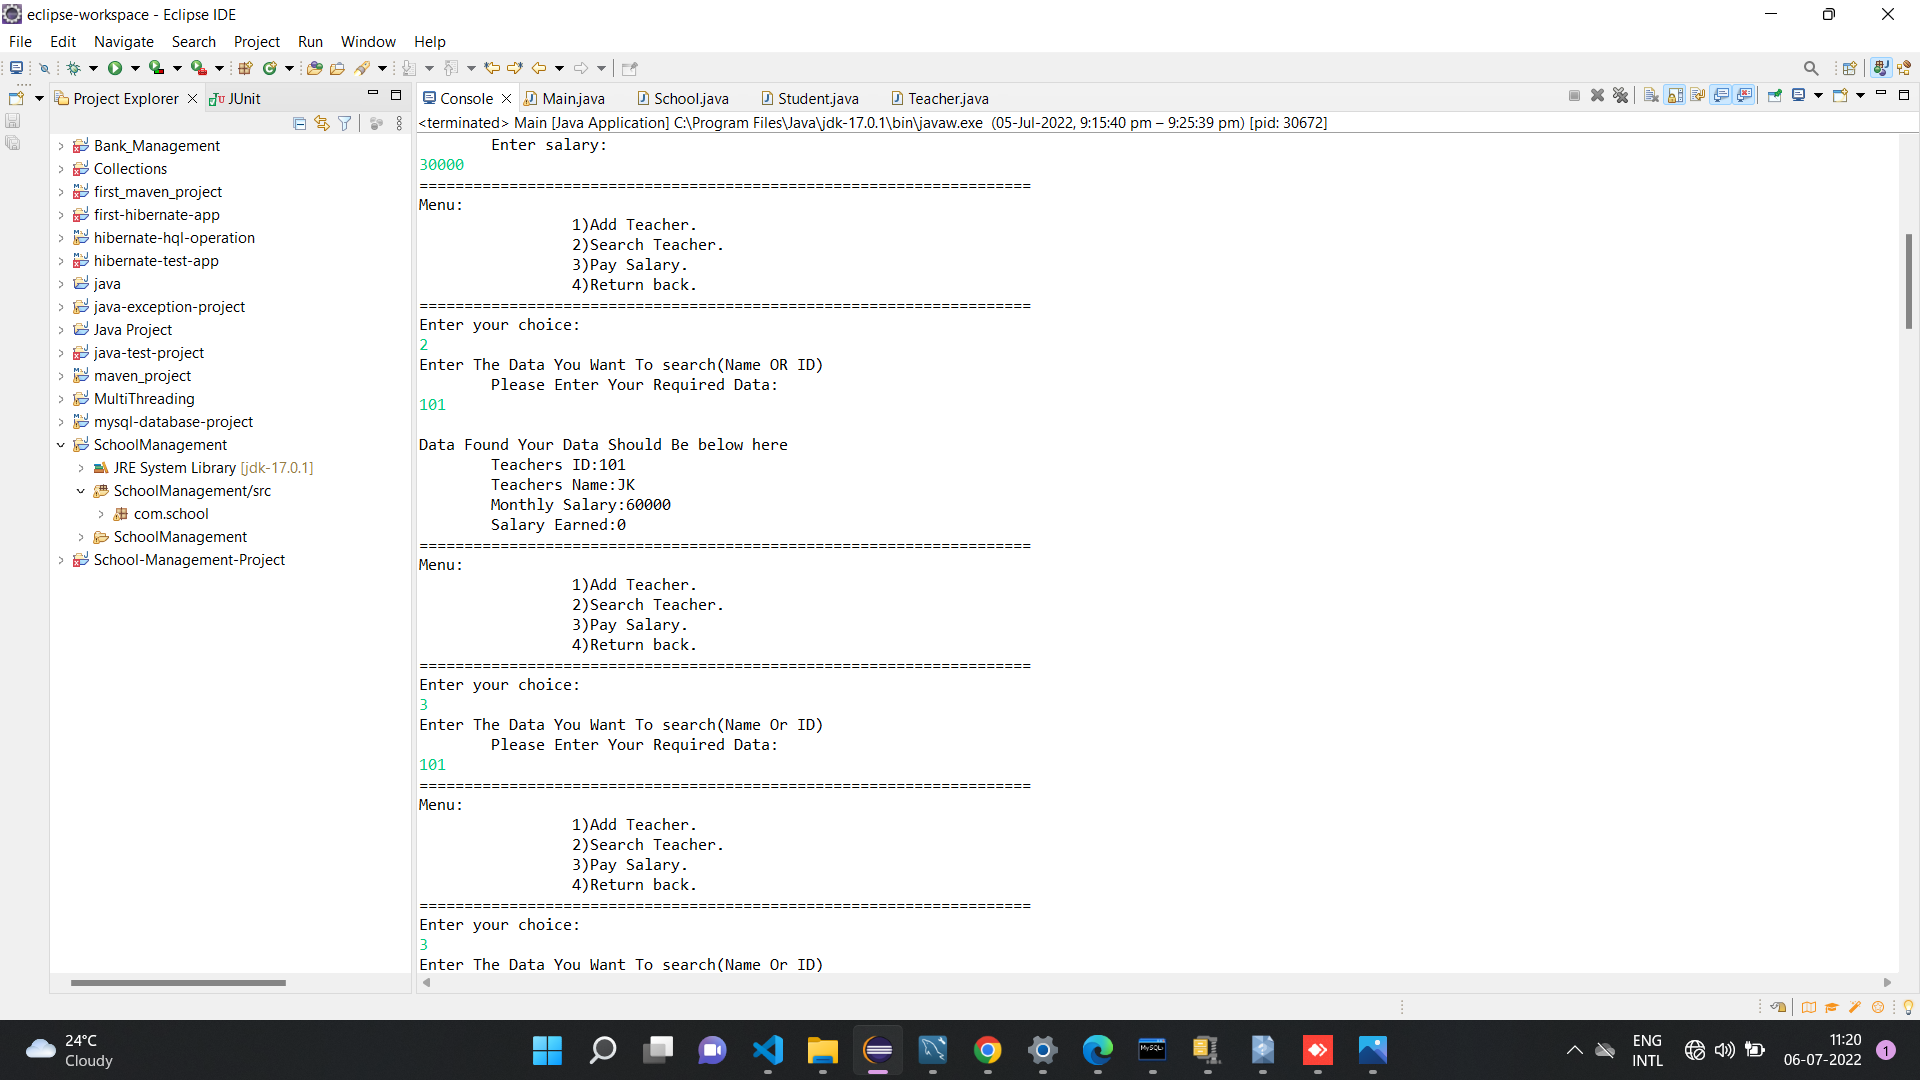 eclipse-workspace - Eclipse IDE
File Edit Navigate Search Project Run Window Help
Project Explorer JUnit
Console Main.java School.java Student.java Teacher.java
<terminated> Main [Java Application] C:\Program Files\Java\jdk-17.0.1\bin\javaw.exe (05-Jul-2022, 9:15:40 pm – 9:25:39 pm) [pid: 30672]
Bank_Management
Collections
first_maven_project
first-hibernate-app
hibernate-hql-operation
hibernate-test-app
java
java-exception-project
Java Project
java-test-project
maven_project
MultiThreading
mysql-database-project
SchoolManagement
JRE System Library [jdk-17.0.1]
SchoolManagement/src
com.school
SchoolManagement
School-Management-Project
Enter salary:
30000
====================================================================
Menu:
1)Add Teacher.
2)Search Teacher.
3)Pay Salary.
4)Return back.
====================================================================
Enter your choice:
2
Enter The Data You Want To search(Name OR ID)
Please Enter Your Required Data:
101
Data Found Your Data Should Be below here
Teachers ID:101
Teachers Name:JK
Monthly Salary:60000
Salary Earned:0
====================================================================
Menu:
1)Add Teacher.
2)Search Teacher.
3)Pay Salary.
4)Return back.
====================================================================
Enter your choice:
3
Enter The Data You Want To search(Name Or ID)
Please Enter Your Required Data:
101
====================================================================
Menu:
1)Add Teacher.
2)Search Teacher.
3)Pay Salary.
4)Return back.
====================================================================
Enter your choice:
3
Enter The Data You Want To search(Name Or ID)
24°C
Cloudy
MySQL
ENG
INTL
11:20
06-07-2022
1